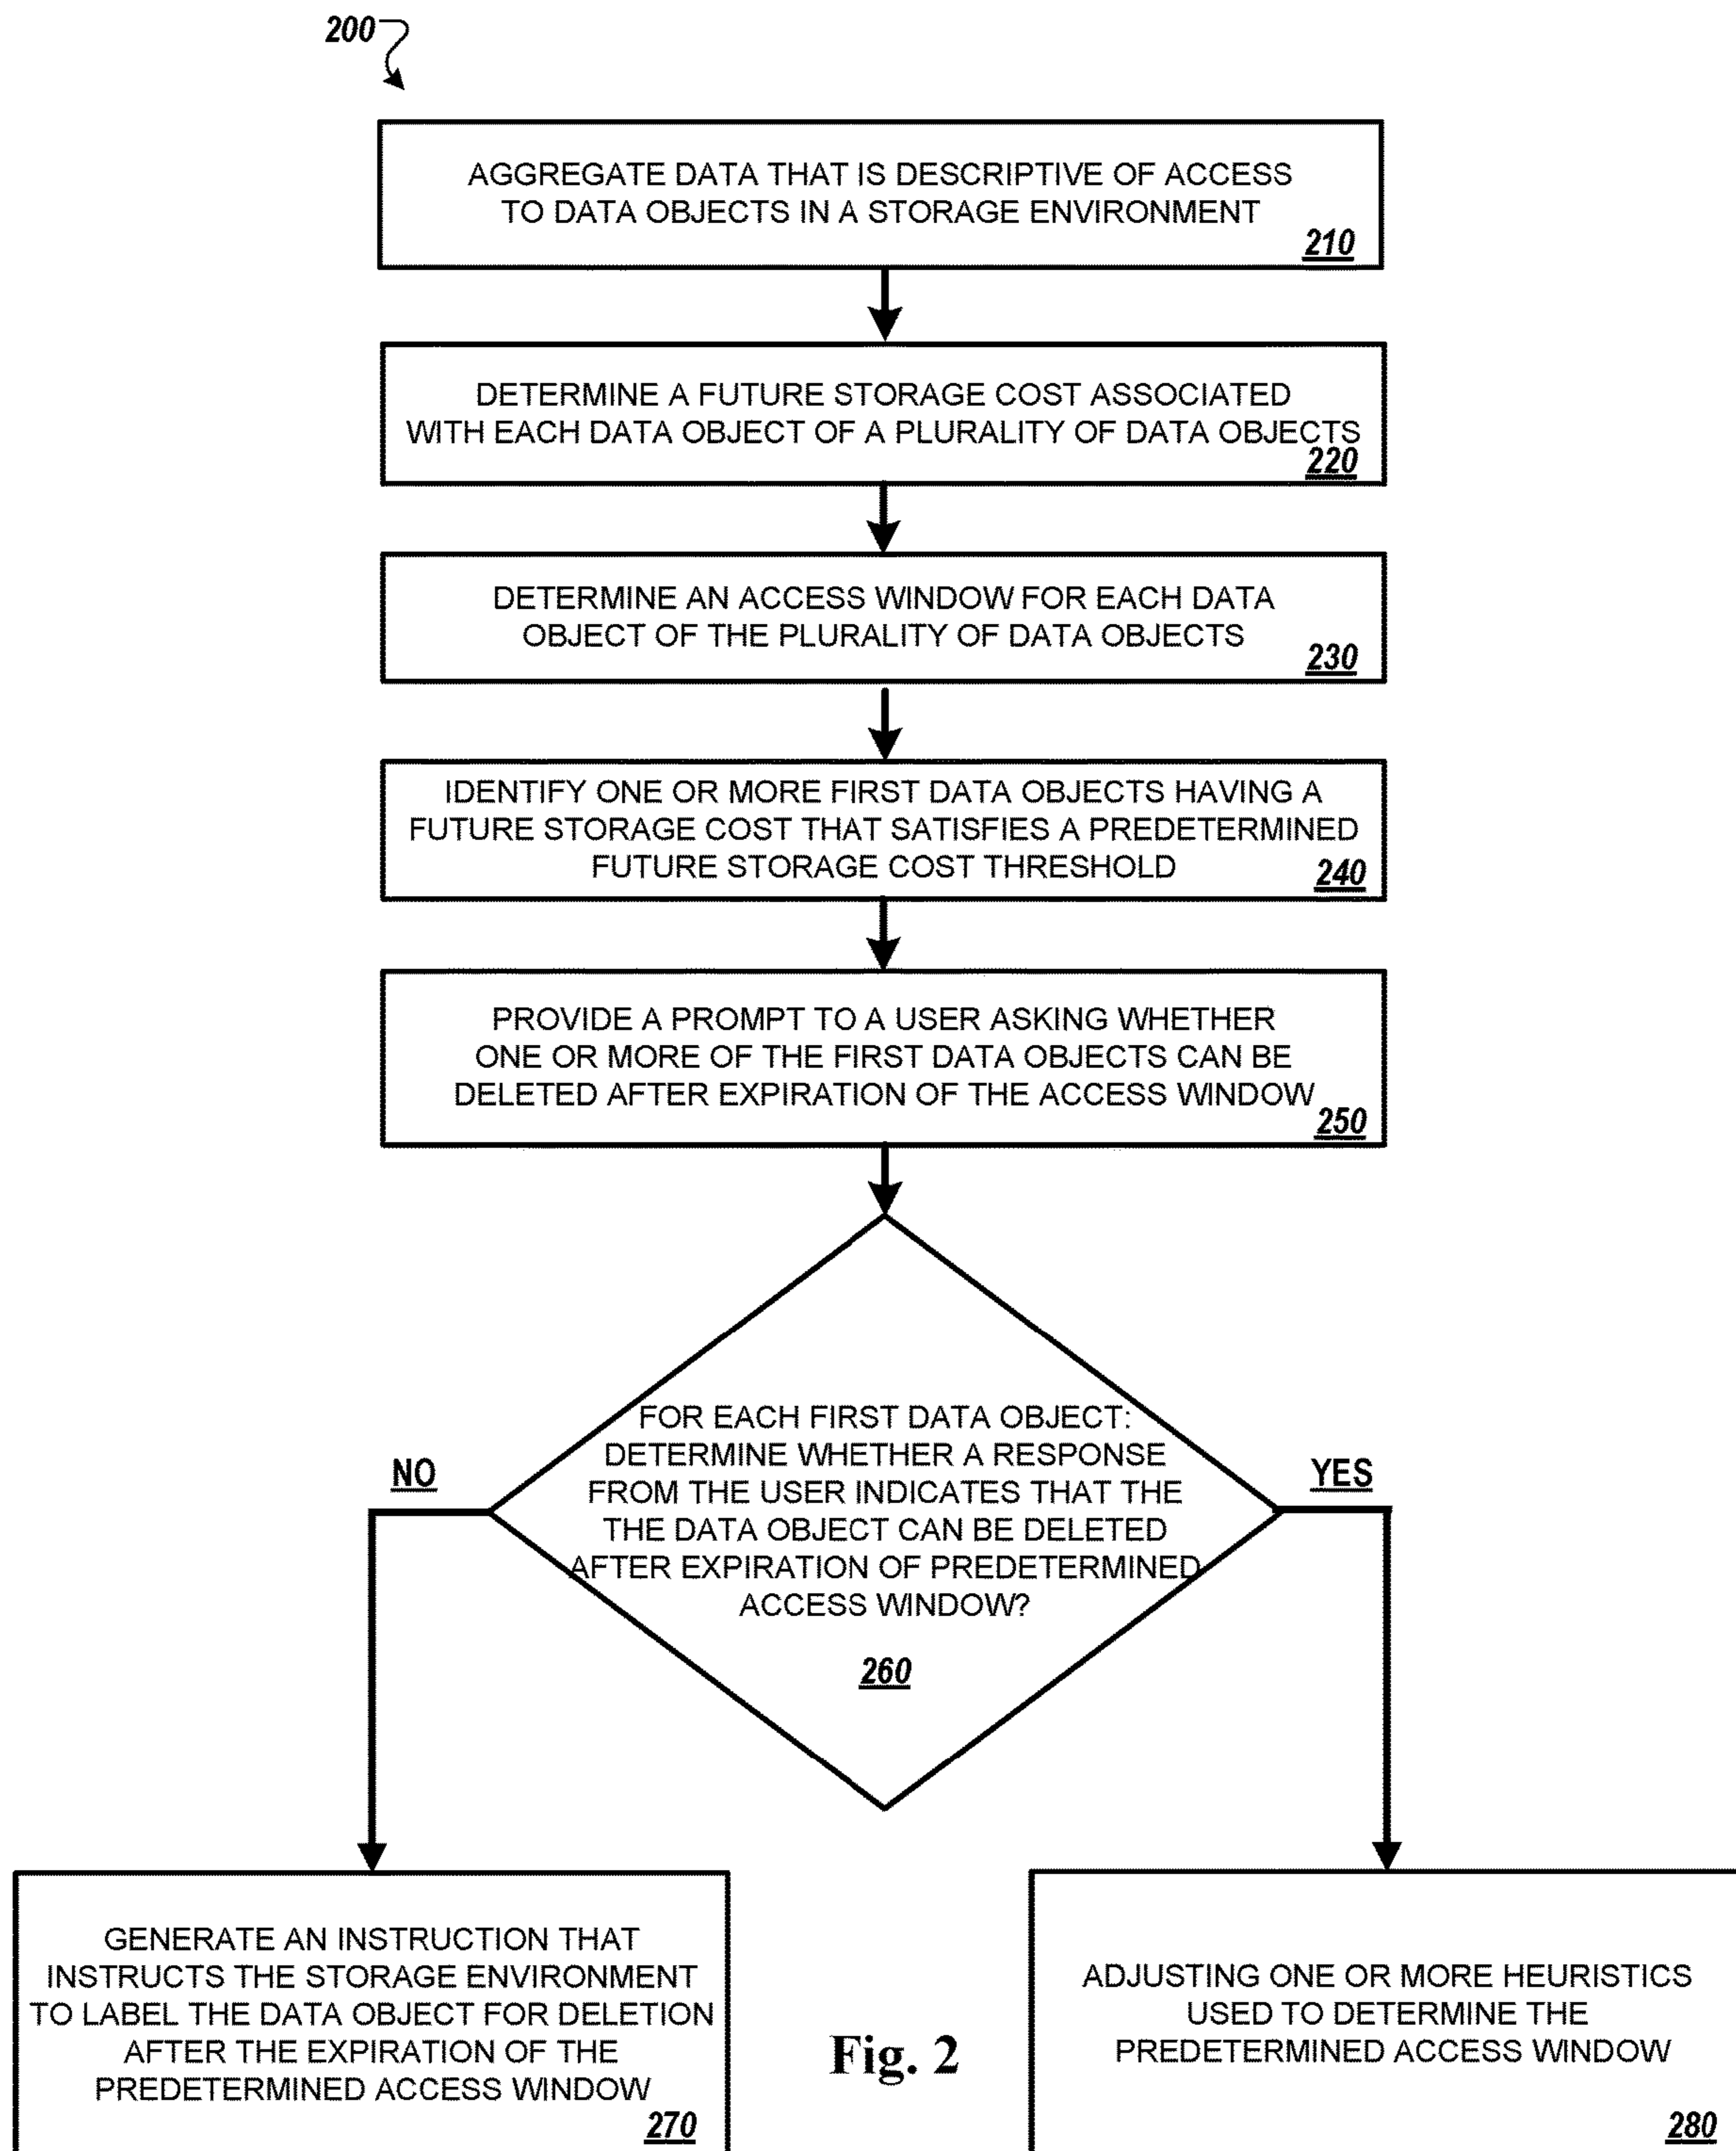 200
AGGREGATE DATA THAT IS DESCRIPTIVE OF ACCESS
TO DATA OBJECTS IN A STORAGE ENVIRONMENT
210
DETERMINE A FUTURE STORAGE COST ASSOCIATED
WITH EACH DATA OBJECT OF A PLURALITY OF DATA OBJECTS
220
DETERMINE AN ACCESS WINDOW FOR EACH DATA
OBJECT OF THE PLURALITY OF DATA OBJECTS
230
IDENTIFY ONE OR MORE FIRST DATA OBJECTS HAVING A
FUTURE STORAGE COST THAT SATISFIES A PREDETERMINED
FUTURE STORAGE COST THRESHOLD
240
PROVIDE A PROMPT TO A USER ASKING WHETHER
ONE OR MORE OF THE FIRST DATA OBJECTS CAN BE
DELETED AFTER EXPIRATION OF THE ACCESS WINDOW
250
FOR EACH FIRST DATA OBJECT:
DETERMINE WHETHER A RESPONSE
FROM THE USER INDICATES THAT THE
THE DATA OBJECT CAN BE DELETED
AFTER EXPIRATION OF PREDETERMINED
ACCESS WINDOW?
260
NO
YES
GENERATE AN INSTRUCTION THAT
INSTRUCTS THE STORAGE ENVIRONMENT
TO LABEL THE DATA OBJECT FOR DELETION
AFTER THE EXPIRATION OF THE
PREDETERMINED ACCESS WINDOW
270
Fig. 2
ADJUSTING ONE OR MORE HEURISTICS
USED TO DETERMINE THE
PREDETERMINED ACCESS WINDOW
280